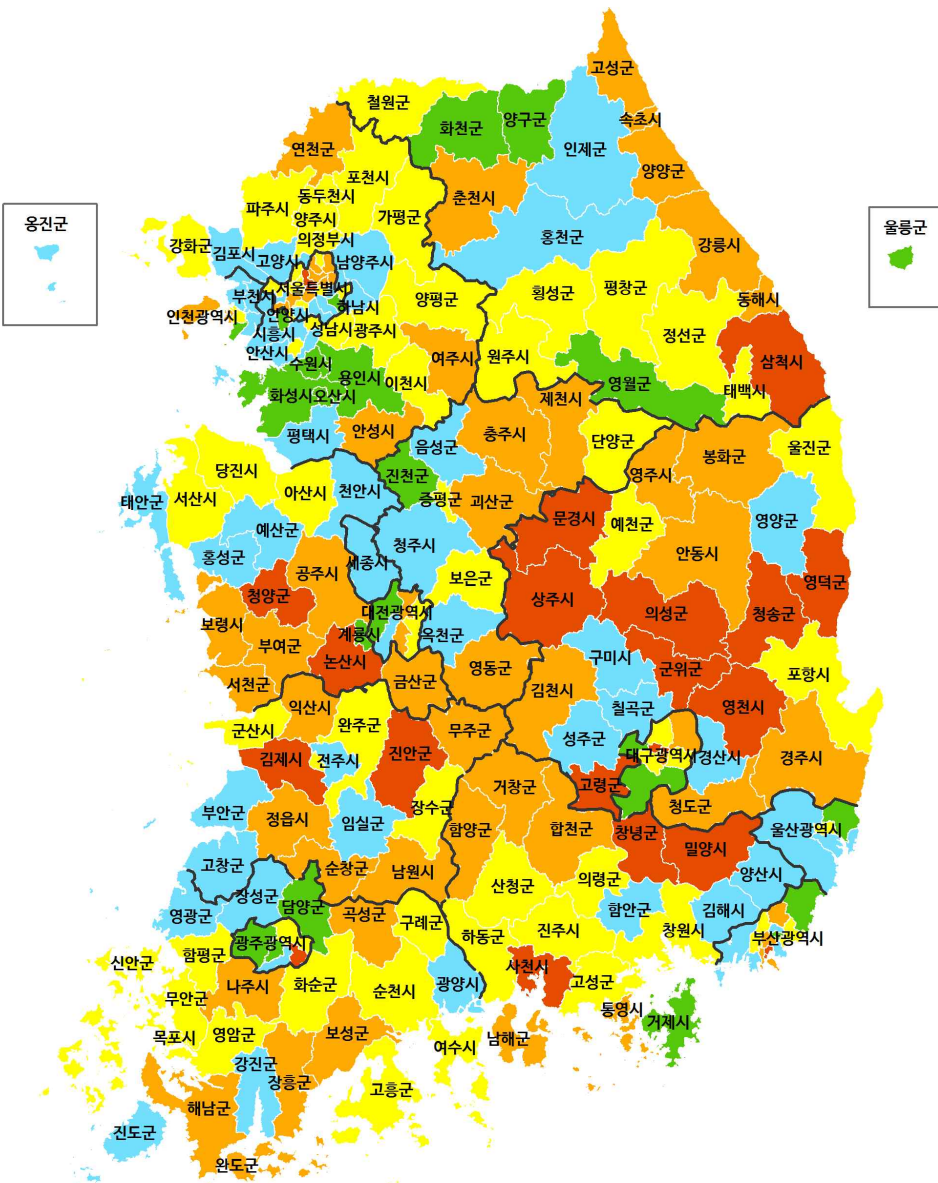 고성군
철원군
화천군
양구군
속초시
연천군
인제군
양양군
포천시
동두천시
춘천시
파주시
양주시
가평군
옹진군
울릉군
의정부시
홍천군
강릉시
강화군
김포시
고양시
남양주시
서울특별시
부천시
하남시
양평군
횡성군
평창군
동해시
인천광역시
안양시
시흥시
성남시
광주시
정선군
안산시
수원시
여주시
원주시
삼척시
용인시
이천시
영월군
태백시
화성시
오산시
제천시
평택시
안성시
음성군
충주시
단양군
울진군
봉화군
당진시
진천군
영주시
서산시
아산시
천안시
증평군
괴산군
태안군
문경시
예천군
영양군
예산군
홍성군
청주시
안동시
세종시
공주시
보은군
영덕군
청양군
상주시
의성군
청송군
대전광역시
보령시
계룡시
옥천군
부여군
논산시
구미시
영동군
군위군
포항시
서천군
금산군
김천시
익산시
칠곡군
영천시
군산시
완주군
무주군
성주군
김제시
전주시
진안군
대구광역시
경산시
경주시
고령군
거창군
부안군
장수군
청도군
정읍시
임실군
함양군
합천군
창녕군
울산광역시
밀양시
고창군
순창군
남원시
양산시
산청군
의령군
장성군
영광군
담양군
곡성군
구례군
함안군
김해시
광주광역시
하동군
진주시
창원시
부산광역시
함평군
신안군
사천시
나주시
화순군
순천시
광양시
고성군
무안군
통영시
거제시
목포시
영암군
보성군
여수시
남해군
강진군
장흥군
고흥군
해남군
진도군
완도군